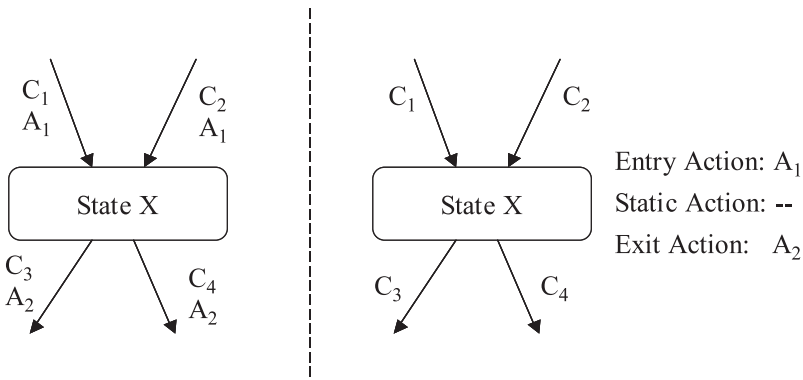 C₁
A₁
C₂
A₁
State X
C₃
A₂
C₄
A₂
C₁
C₂
State X
C₃
C₄
Entry Action: A₁
Static Action: --
Exit Action: A₂